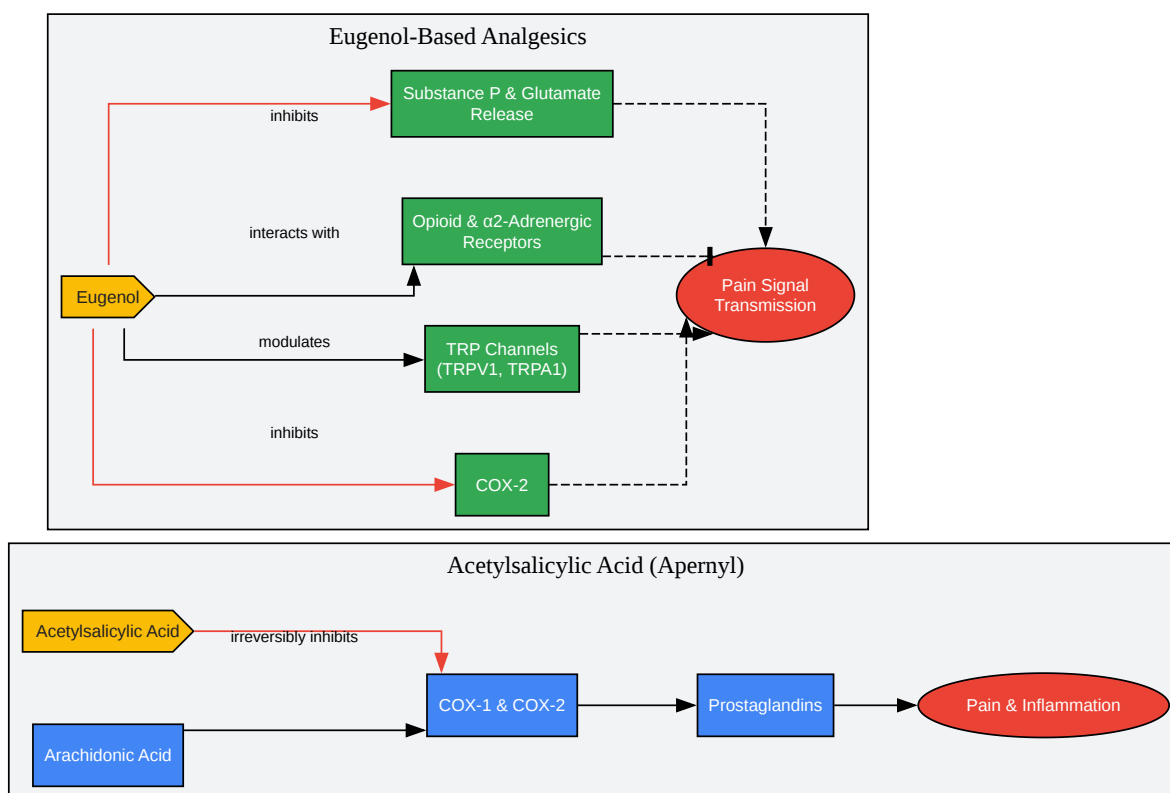 Eugenol-Based Analgesics
Substance P & Glutamate
Release
inhibits
Opioid & α2-Adrenergic
Receptors
interacts with
Eugenol
Pain Signal
Transmission
modulates
TRP Channels
(TRPV1, TRPA1)
inhibits
COX-2
Acetylsalicylic Acid (Apernyl)
Acetylsalicylic Acid
irreversibly inhibits
COX-1 & COX-2
Prostaglandins
Pain & Inflammation
Arachidonic Acid